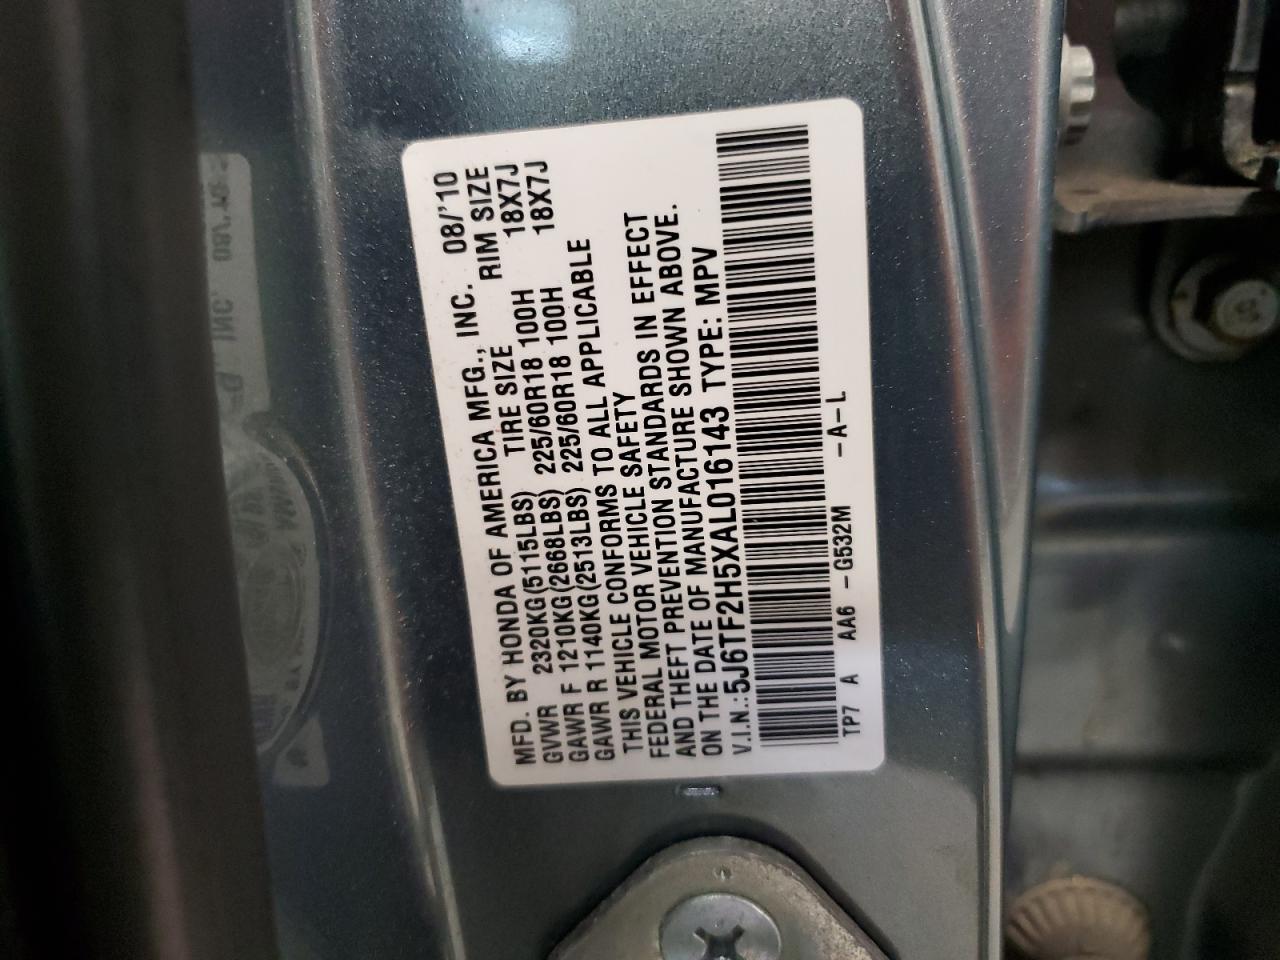 MFD. BY HONDA OF AMERICA MFG., INC. 08/'10
GVWR 2320KG(5115LBS) TIRE SIZE RIM SIZE
GAWR F 1210KG(2668LBS) 225/60R18 100H 18X7J
GAWR R 1140KG(2513LBS) 225/60R18 100H 18X7J
THIS VEHICLE CONFORMS TO ALL APPLICABLE
FEDERAL MOTOR VEHICLE SAFETY
AND THEFT PREVENTION STANDARDS IN EFFECT
ON THE DATE OF MANUFACTURE SHOWN ABOVE.
V.I.N.:5J6TF2H5XAL016143 TYPE: MPV
TP7 A AA6 -G532M -A-L